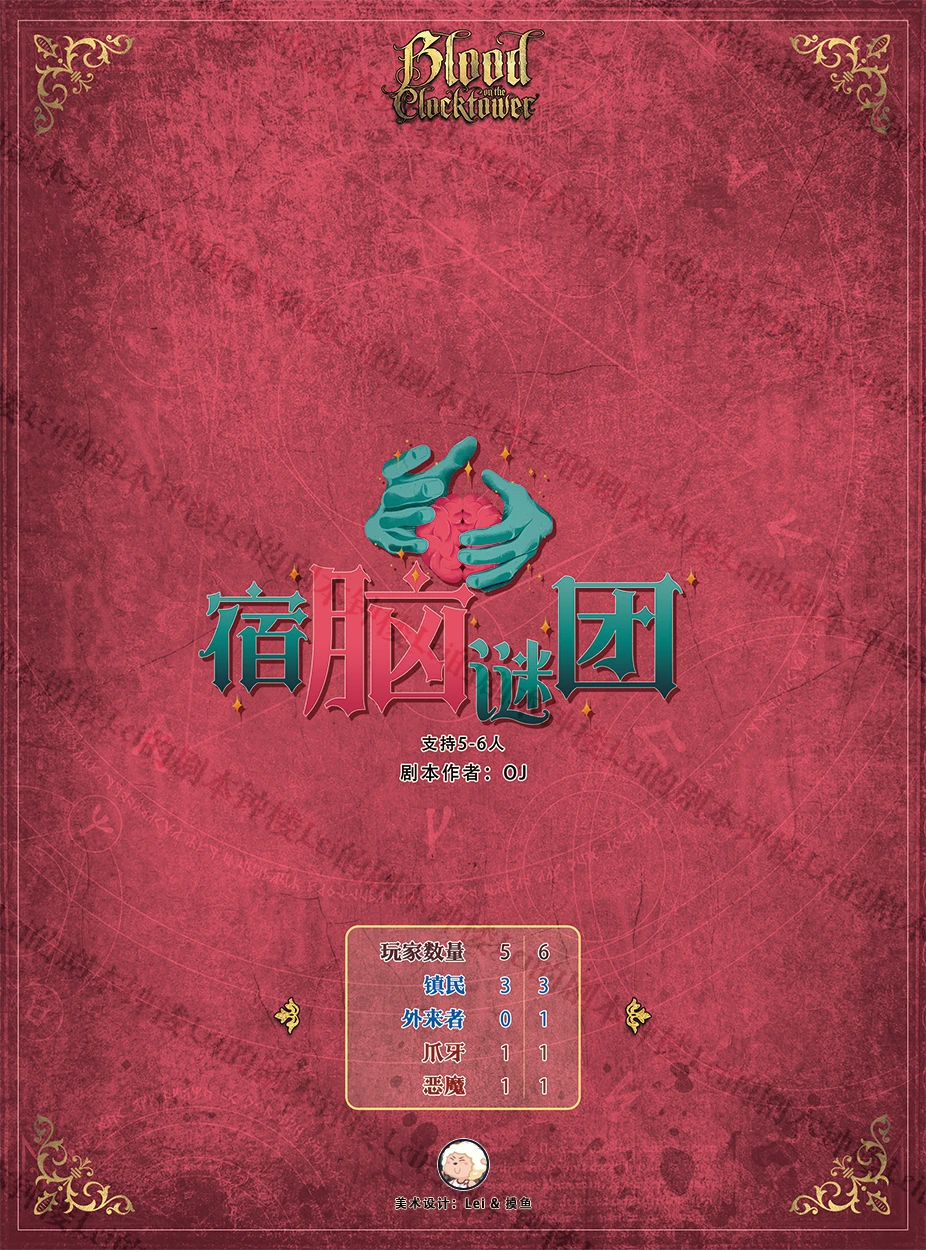 Blood
on the
Clocktower
宿脑谜团
支持5-6人
剧本作者：OJ
玩家数量 5 6
镇民 3 3
外来者 0 1
爪牙 1 1
恶魔 1 1
美术设计：Lei & 摸鱼